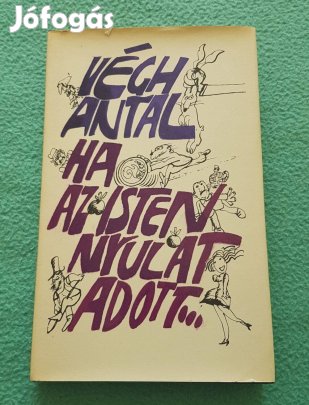 Jófogás
VÉGH
ANTAL
HA
AZ ISTEN
NYULAT
ADOTT...